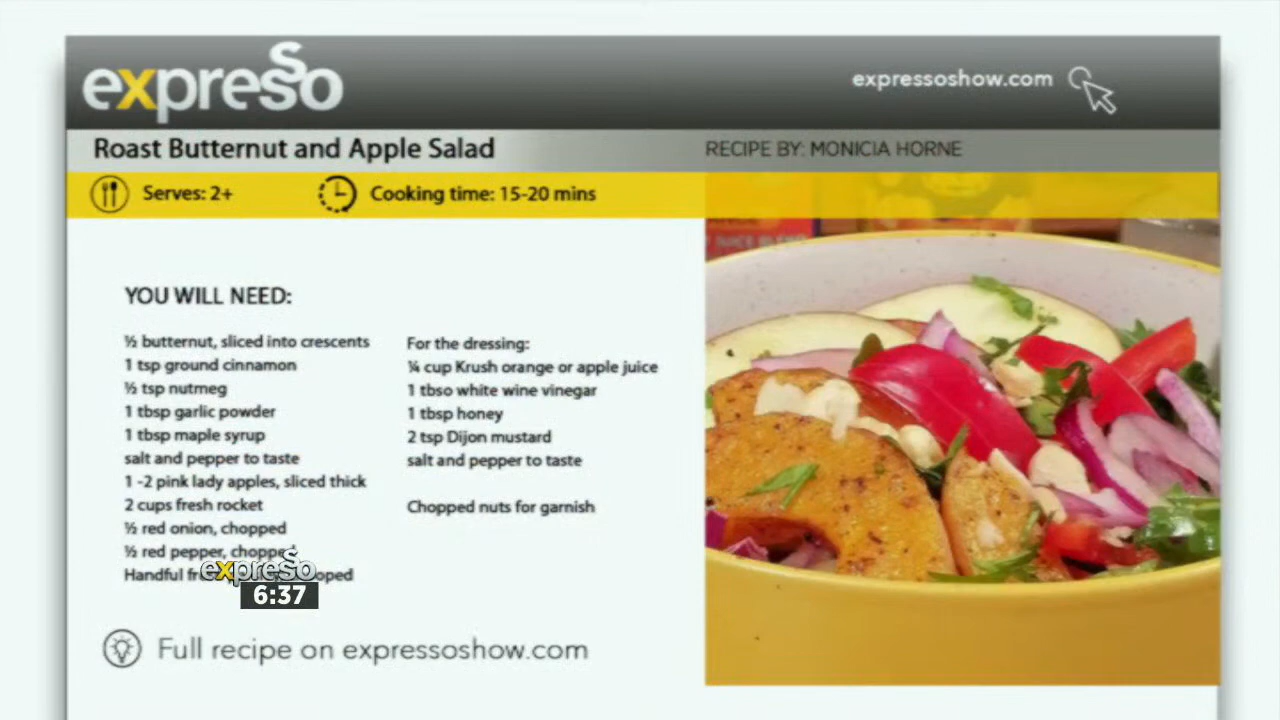 expresso
expressoshow.com
Roast Butternut and Apple Salad
RECIPE BY: MONICIA HORNE
Serves: 2+
Cooking time: 15-20 mins
YOU WILL NEED:
½ butternut, sliced into crescents
1 tsp ground cinnamon
½ tsp nutmeg
1 tbsp garlic powder
1 tbsp maple syrup
salt and pepper to taste
1 -2 pink lady apples, sliced thick
2 cups fresh rocket
½ red onion, chopped
½ red pepper, chopped
Handful
For the dressing:
¼ cup Krush orange or apple juice
1 tbso white wine vinegar
1 tbsp honey
2 tsp Dijon mustard
salt and pepper to taste
Chopped nuts for garnish
expresso
6:37
Full recipe on expressoshow.com
JUICE BLEND